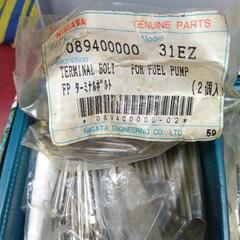 NIIGATA GENUINE PARTS
Model
089400000 31EZ
Description
TERMINAL BOLT FOR FUEL PUMP
FP ターミナルボルト (2個入
*089400000-02*
NIIGATA ENGINEERING CO.,LTD. 59